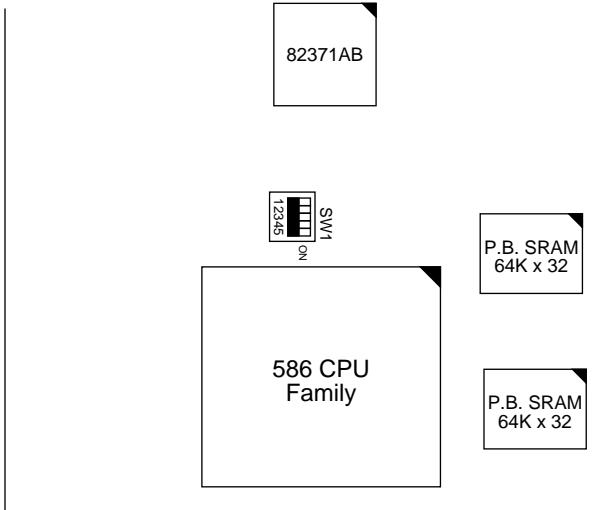 82371AB
12345
SW1
ON
P.B. SRAM
64K x 32
586 CPU
Family
P.B. SRAM
64K x 32